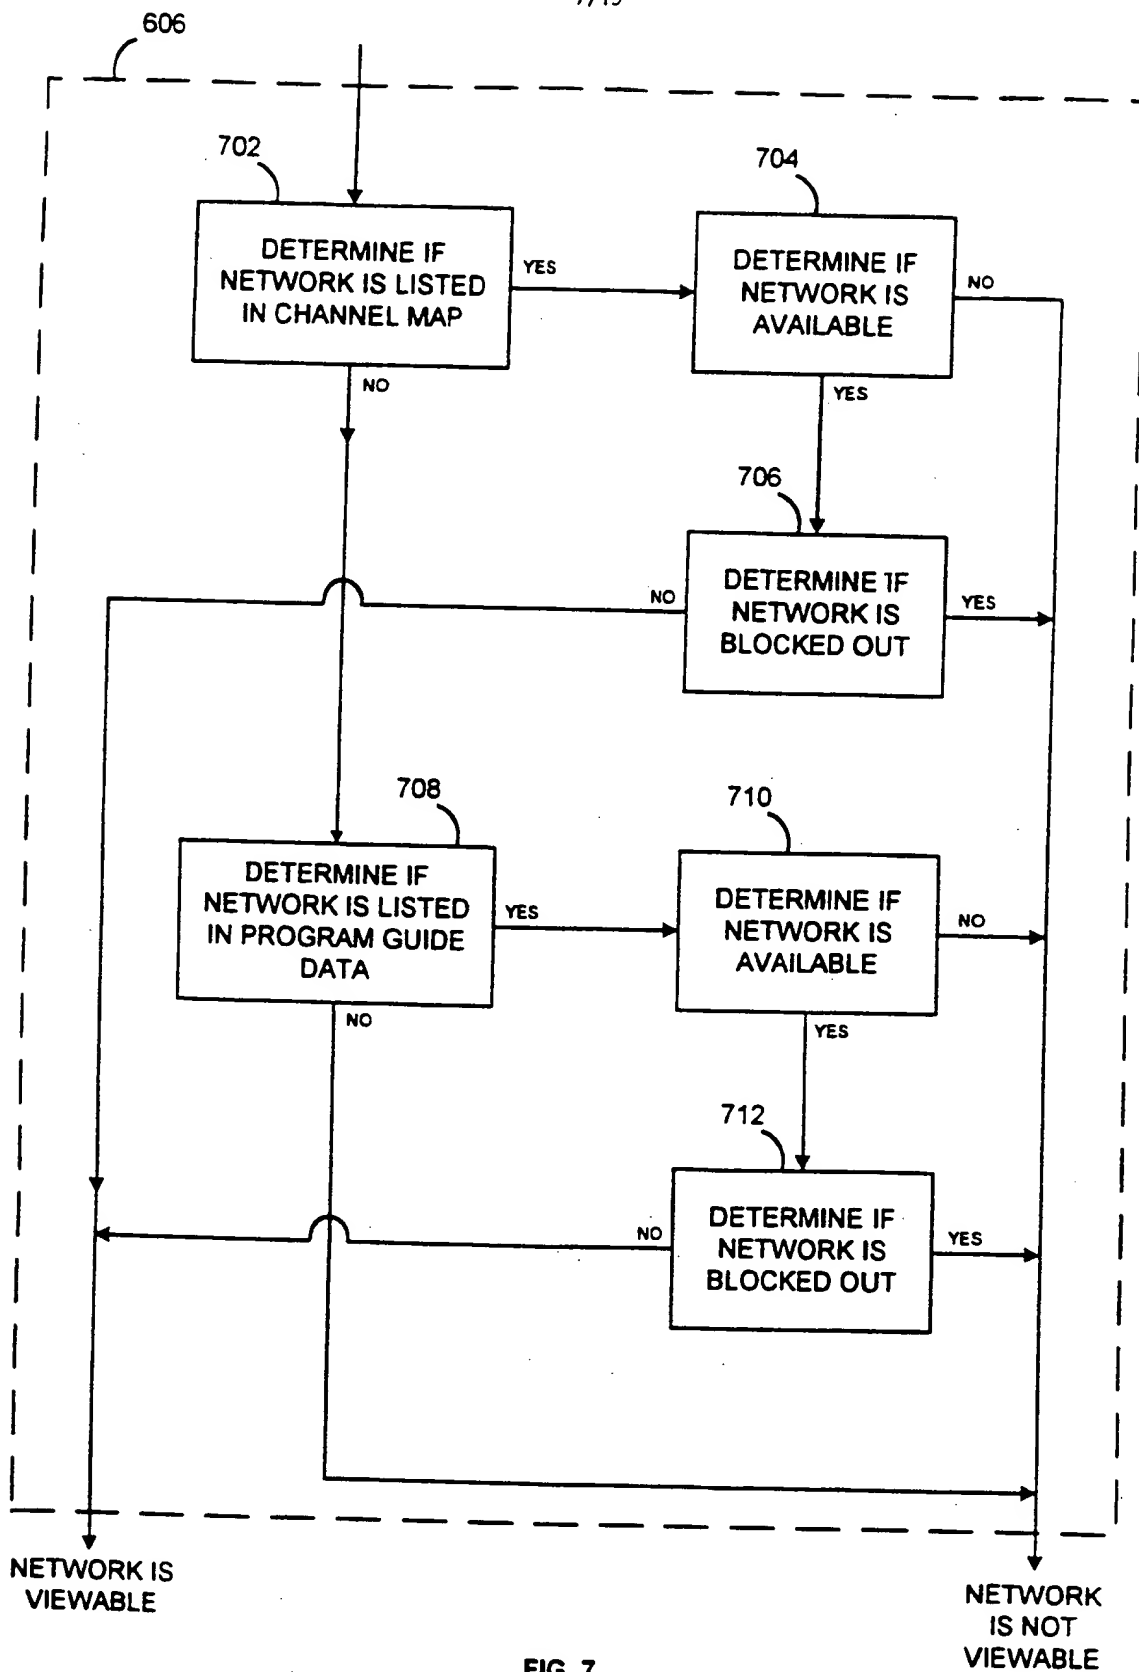 606
702
DETERMINE IF
NETWORK IS LISTED
IN CHANNEL MAP
YES
NO
704
DETERMINE IF
NETWORK IS
AVAILABLE
NO
YES
706
DETERMINE IF
NETWORK IS
BLOCKED OUT
NO
YES
708
DETERMINE IF
NETWORK IS LISTED
IN PROGRAM GUIDE
DATA
YES
NO
710
DETERMINE IF
NETWORK IS
AVAILABLE
NO
YES
712
DETERMINE IF
NETWORK IS
BLOCKED OUT
NO
YES
NETWORK IS
VIEWABLE
NETWORK
IS NOT
VIEWABLE
FIG. 7